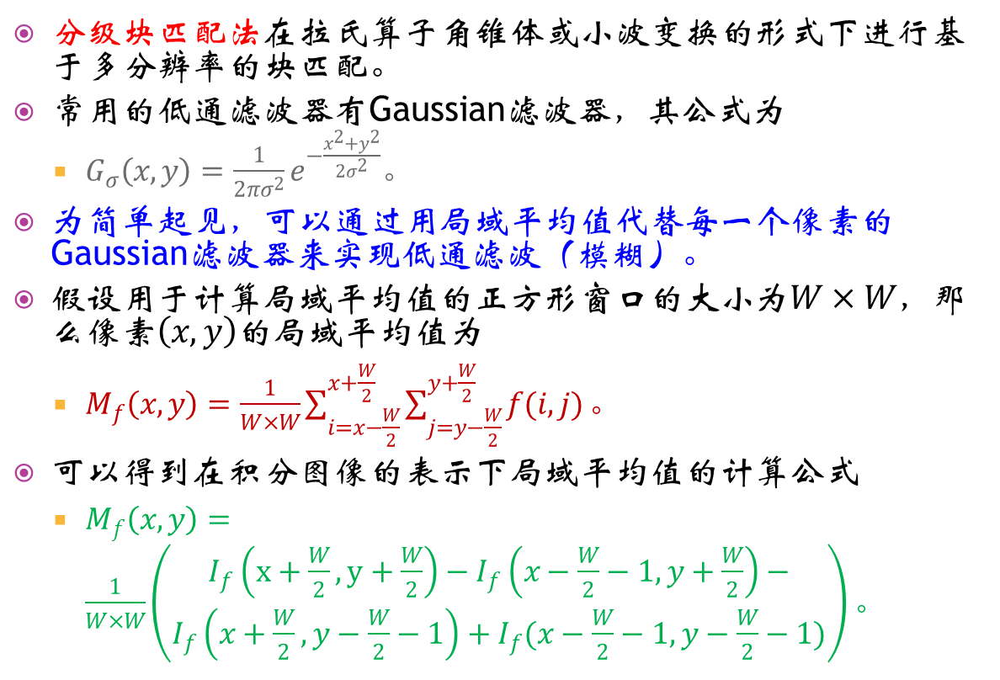 分级块匹配法在拉氏算子角锥体或小波变换的形式下进行基
于多分辨率的块匹配。
常用的低通滤波器有Gaussian滤波器，其公式为
$G_\sigma(x,y)=\frac{1}{2\pi\sigma^2}e^{-\frac{x^2+y^2}{2\sigma^2}}$。
为简单起见，可以通过用局域平均值代替每一个像素的
Gaussian滤波器来实现低通滤波（模糊）。
假设用于计算局域平均值的正方形窗口的大小为$W\times W$，那
么像素$(x,y)$的局域平均值为
$M_f(x,y)=\frac{1}{W\times W}\sum_{i=x-\frac{W}{2}}^{x+\frac{W}{2}}\sum_{j=y-\frac{W}{2}}^{y+\frac{W}{2}}f(i,j)$。
可以得到在积分图像的表示下局域平均值的计算公式
$M_f(x,y)=$
$\frac{1}{W\times W}\begin{pmatrix}I_f\left(\mathrm{x}+\frac{W}{2},\mathrm{y}+\frac{W}{2}\right)-I_f\left(x-\frac{W}{2}-1,y+\frac{W}{2}\right)-\\I_f\left(x+\frac{W}{2},y-\frac{W}{2}-1\right)+I_f(x-\frac{W}{2}-1,y-\frac{W}{2}-1)\end{pmatrix}$。